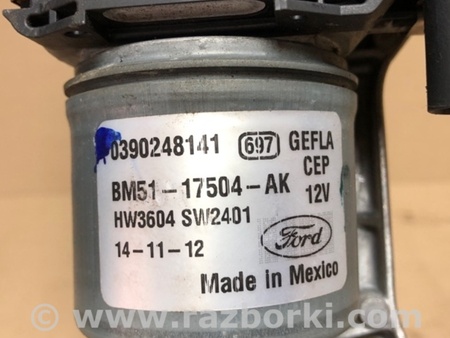 0390248141 697 GEFLA
CEP
BM51-17504-AK 12V
HW3604 SW2401
14-11-12 Ford
Made in Mexico
www.razborki.com